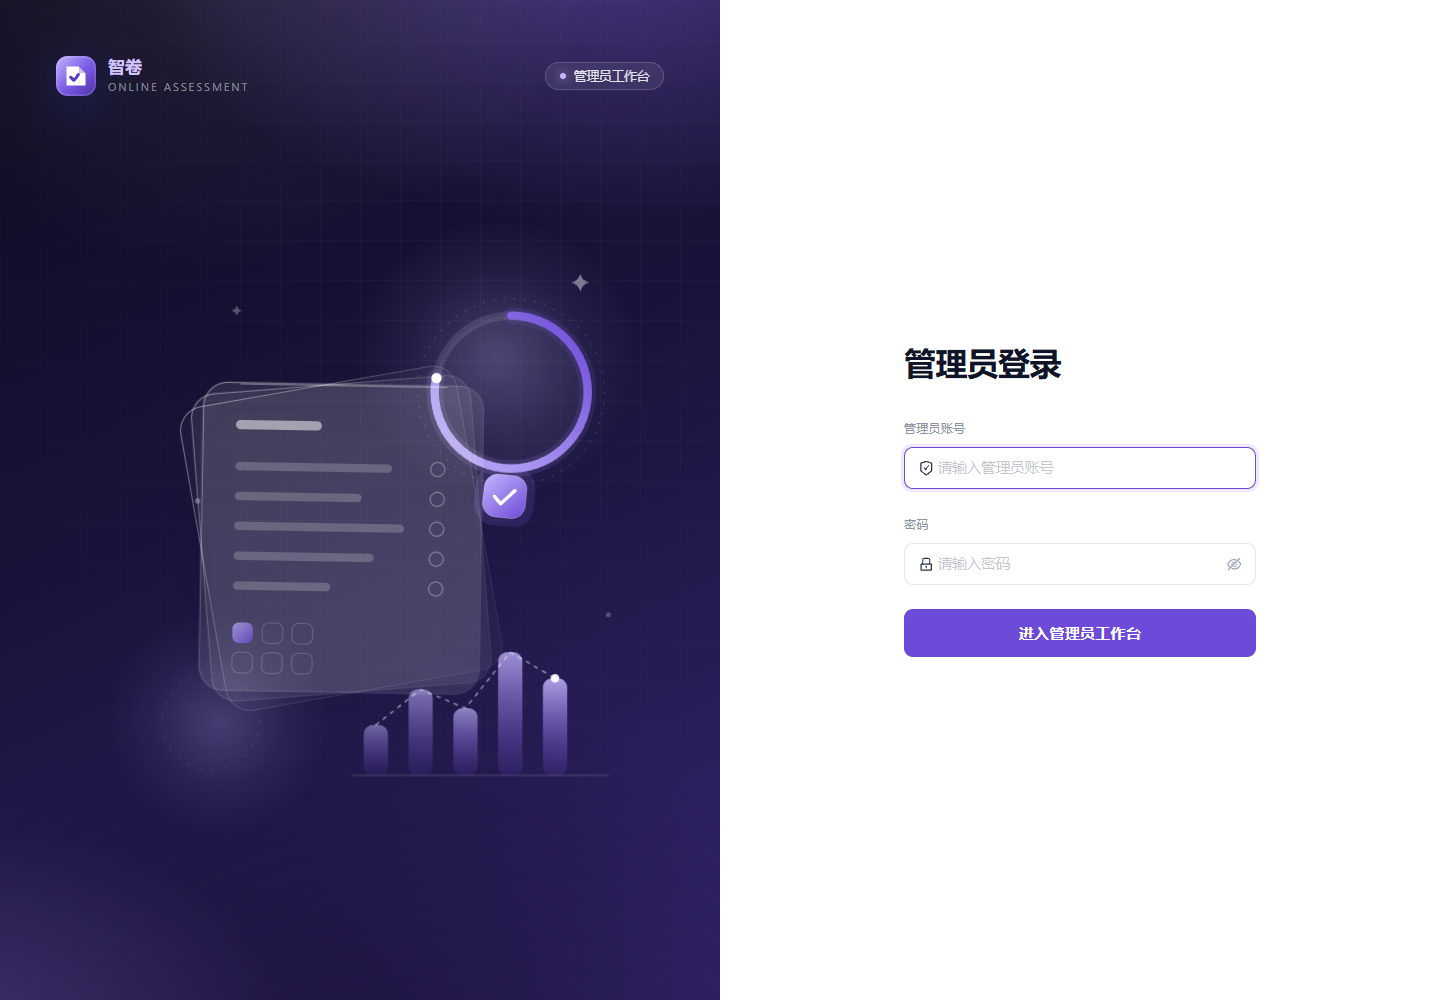 智卷
ONLINE ASSESSMENT
管理员工作台
管理员登录
管理员账号
请输入管理员账号
密码
请输入密码
进入管理员工作台